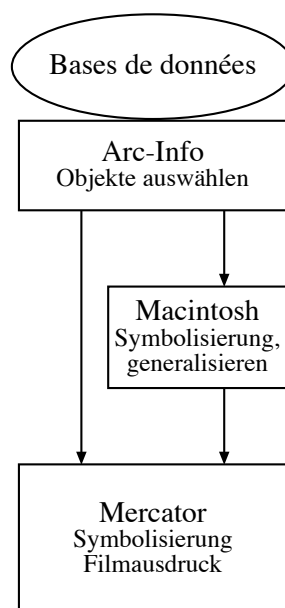 Bases de données
Arc-Info
Objekte auswählen
Macintosh
Symbolisierung,
generalisieren
Mercator
Symbolisierung
Filmausdruck